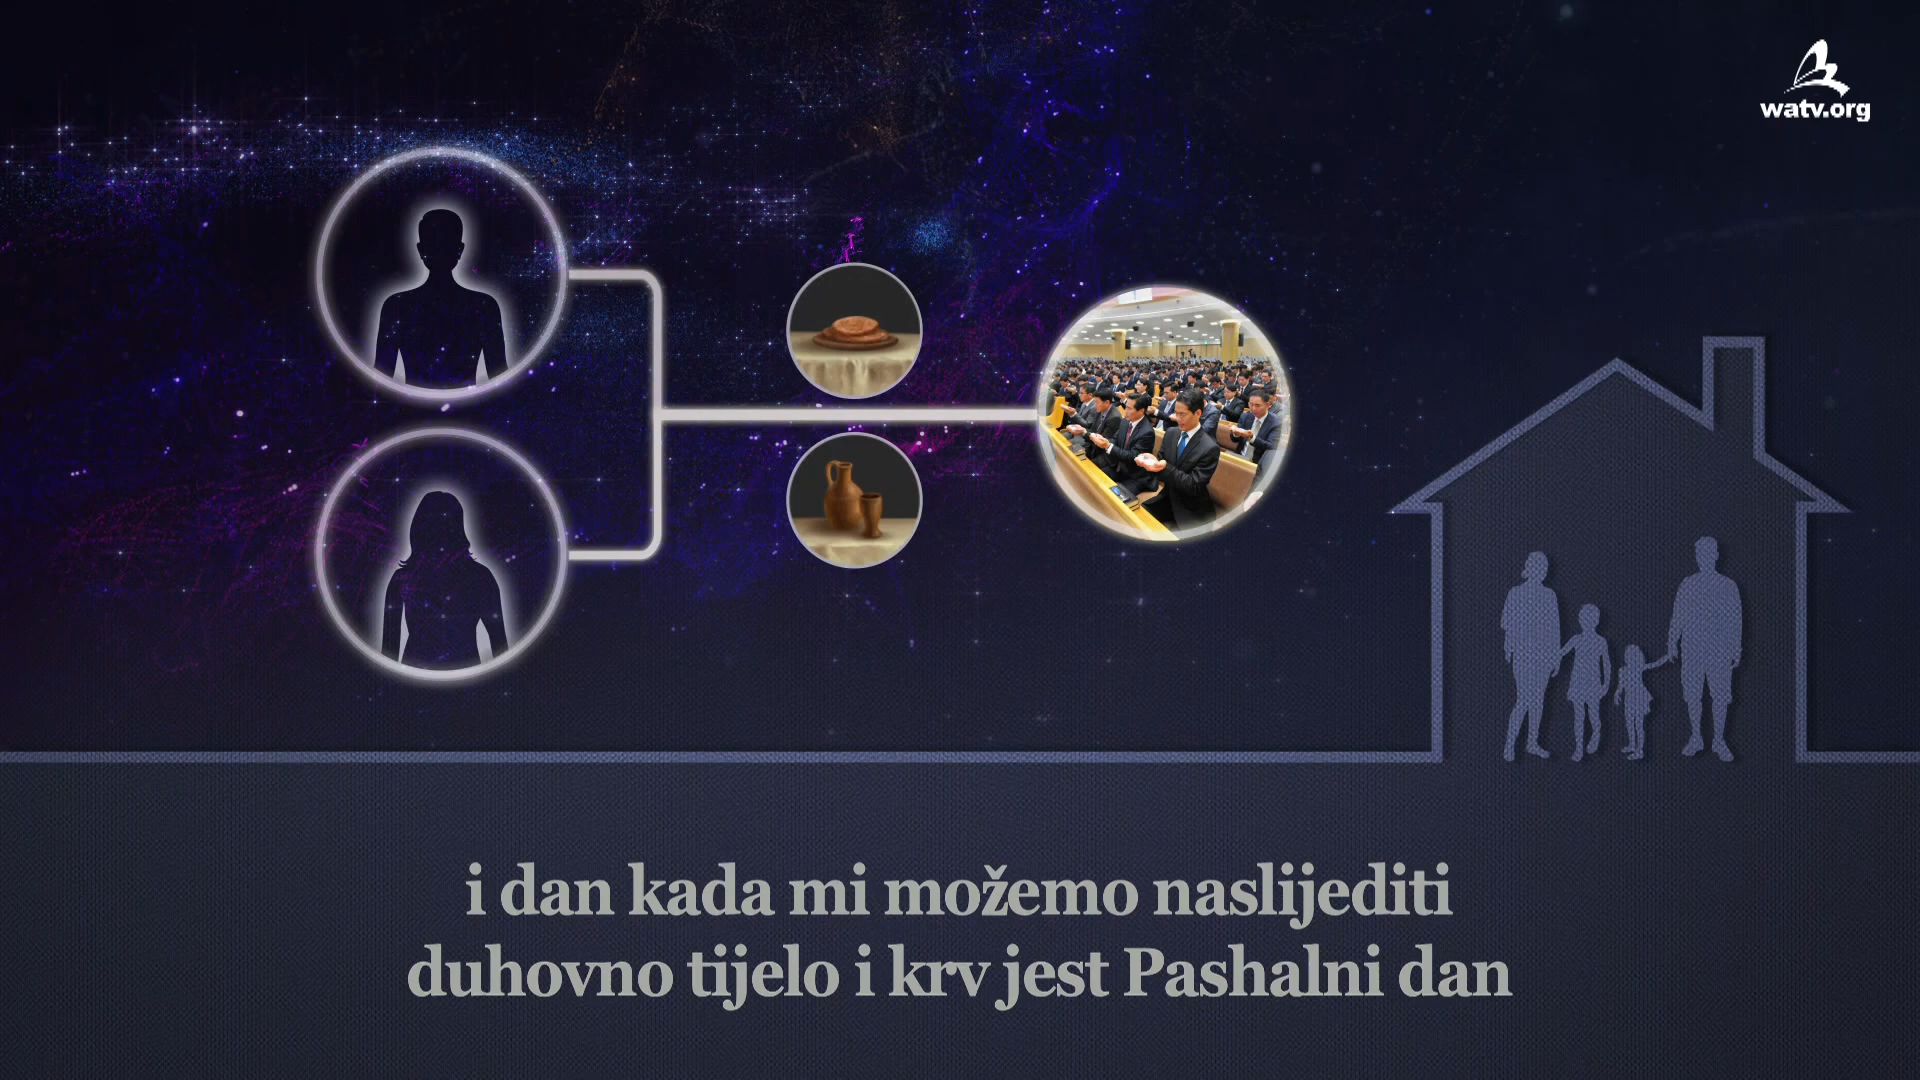 watv.org
i dan kada mi možemo naslijediti
duhovno tijelo i krv jest Pashalni dan